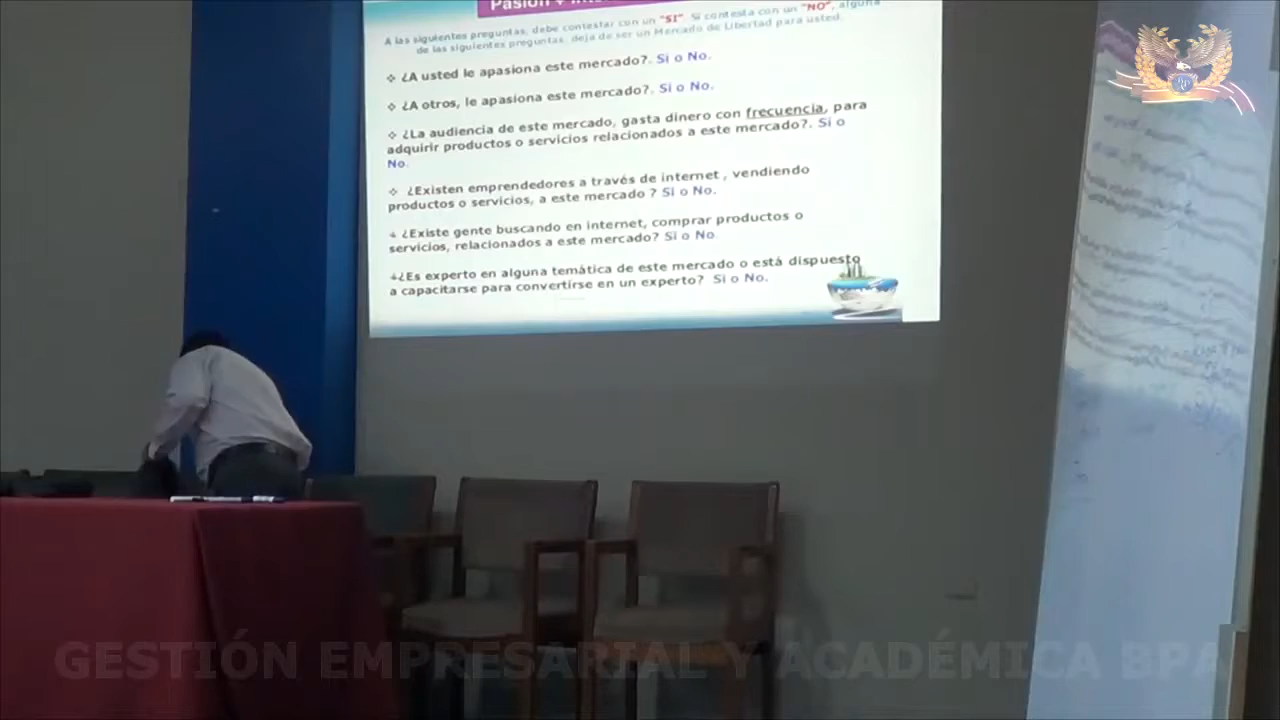 Pasión +
A las siguientes preguntas, debe contestar con un "SI". Si contesta con un "NO", alguna
de las siguientes preguntas, deja de ser un Mercado de Libertad para usted.
❖ ¿A usted le apasiona este mercado?. Si o No.
❖ ¿A otros, le apasiona este mercado?. Si o No.
❖ ¿La audiencia de este mercado, gasta dinero con frecuencia, para
adquirir productos o servicios relacionados a este mercado?. Si o
No.
❖ ¿Existen emprendedores a través de internet , vendiendo
productos o servicios, a este mercado ? Si o No.
¿Existe gente buscando en internet, comprar productos o
servicios, relacionados a este mercado? Si o No
¿Es experto en alguna temática de este mercado o está dispuesto
a capacitarse para convertirse en un experto? Si o No.
GESTIÓN EMPRESARIAL Y ACADÉMICA BPA